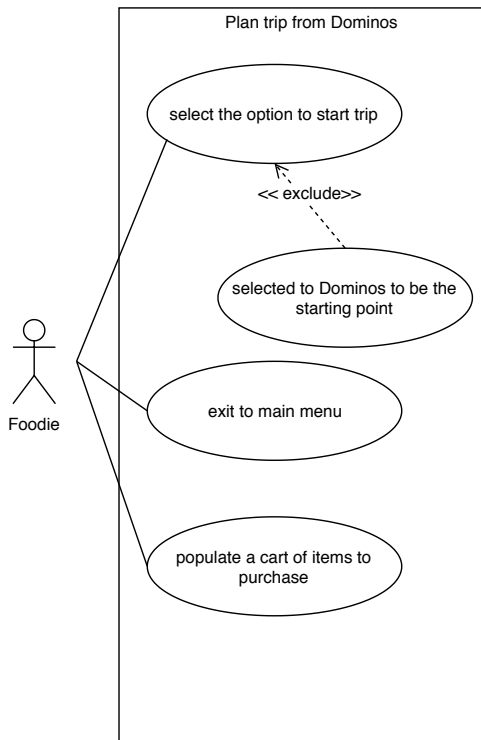 Plan trip from Dominos
select the option to start trip
<< exclude>>
selected to Dominos to be the
starting point
Foodie
exit to main menu
populate a cart of items to
purchase